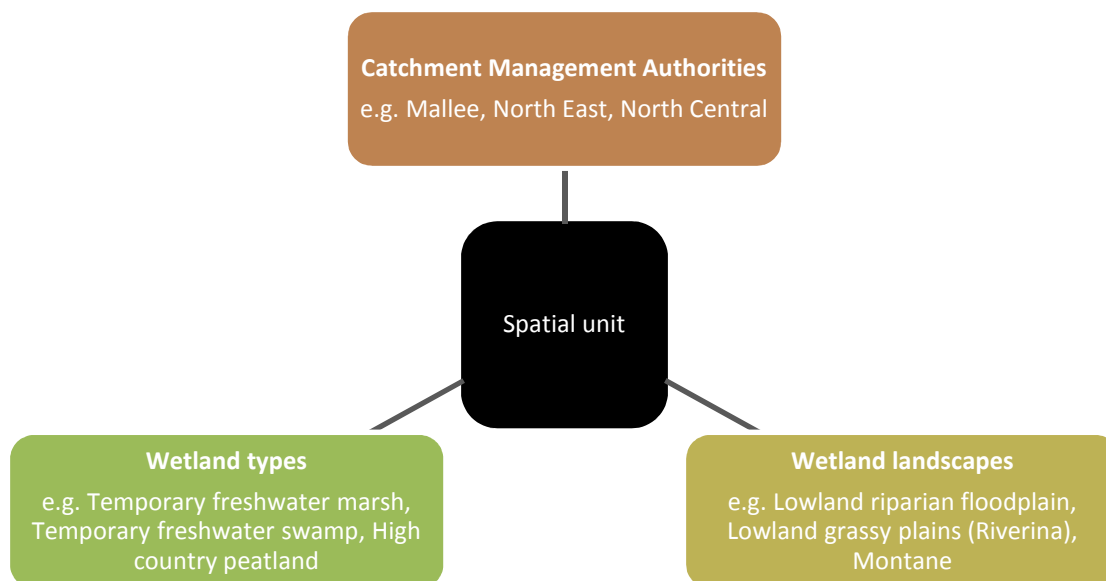 Catchment Management Authorities
e.g. Mallee, North East, North Central
Spatial unit
Wetland types
e.g. Temporary freshwater marsh,
Temporary freshwater swamp, High
country peatland
Wetland landscapes
e.g. Lowland riparian floodplain,
Lowland grassy plains (Riverina),
Montane